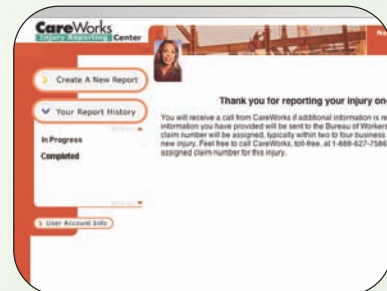 CareWorks
Injury Reporting Center
Ne
Create A New Report
Your Report History
In Progress
Completed
User Account Info
Thank you for reporting your injury on
You will receive a call from CareWorks if additional information is re
information you have provided will be sent to the Bureau of Workers
claim number will be assigned, typically within two to four business
new injury. Feel free to call CareWorks, toll-free, at 1-888-627-7586
assigned claim number for this injury.